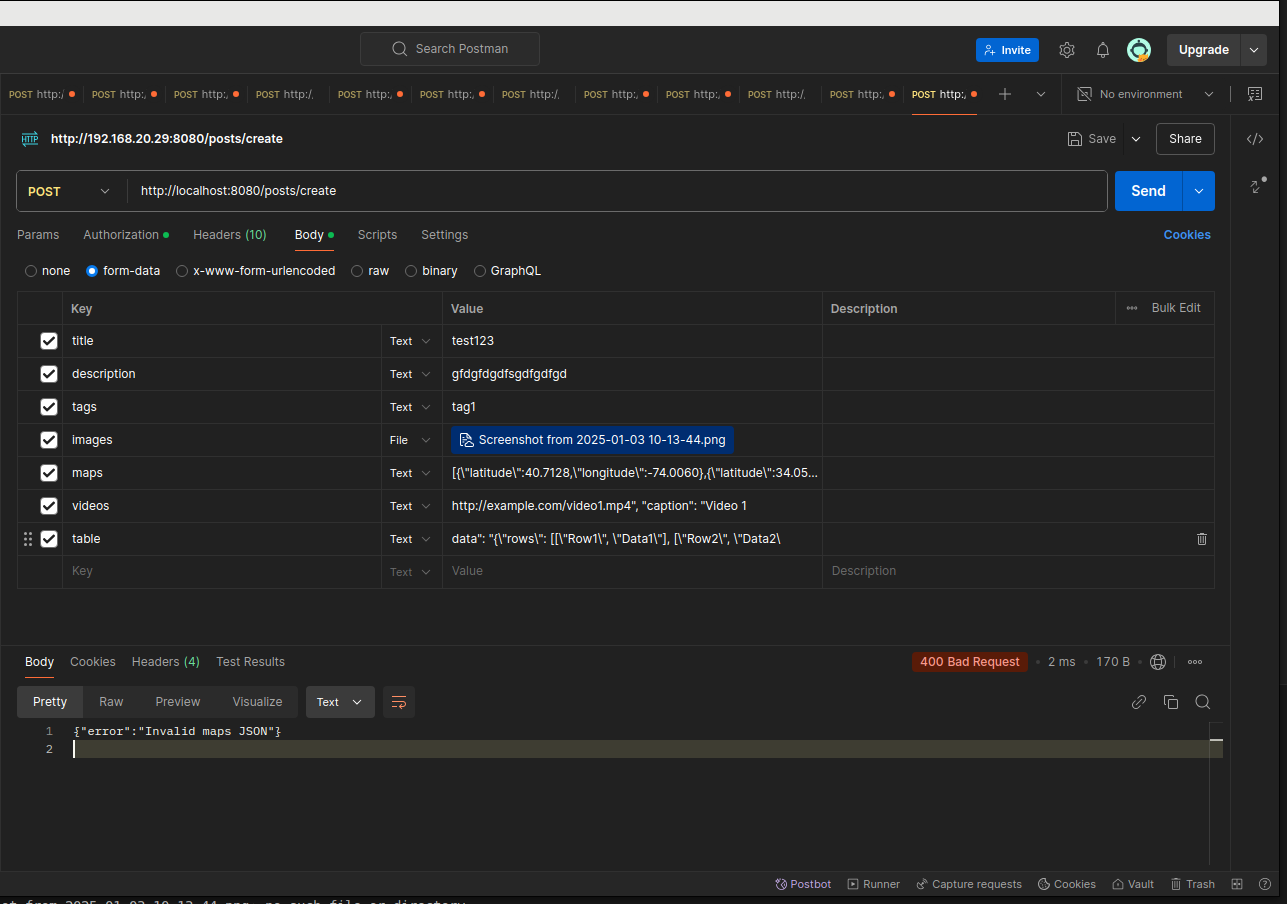 Search Postman
Invite
Upgrade
POST http:/ POST http:, POST http:, POST http:/. POST http:, POST http:, POST http:/. POST http:, POST http:, POST http:/. POST http:, POST http:, No environment
HTTP http://192.168.20.29:8080/posts/create
Save
Share
POST http://localhost:8080/posts/create
Send
Params Authorization Headers (10) Body Scripts Settings Cookies
none form-data x-www-form-urlencoded raw binary GraphQL
Key Value Description Bulk Edit
title Text test123
description Text gfdgfdgdfsgdfgdfgd
tags Text tag1
images File Screenshot from 2025-01-03 10-13-44.png
maps Text [{\"latitude\":40.7128,\"longitude\":-74.0060},{\"latitude\":34.05...
videos Text http://example.com/video1.mp4", "caption": "Video 1
table Text data": "{\"rows\": [[\"Row1\", \"Data1\"], [\"Row2\", \"Data2\
Key Text Value Description
Body Cookies Headers (4) Test Results 400 Bad Request 2 ms 170 B
Pretty Raw Preview Visualize Text
1 {"error":"Invalid maps JSON"}
2
Postbot Runner Capture requests Cookies Vault Trash